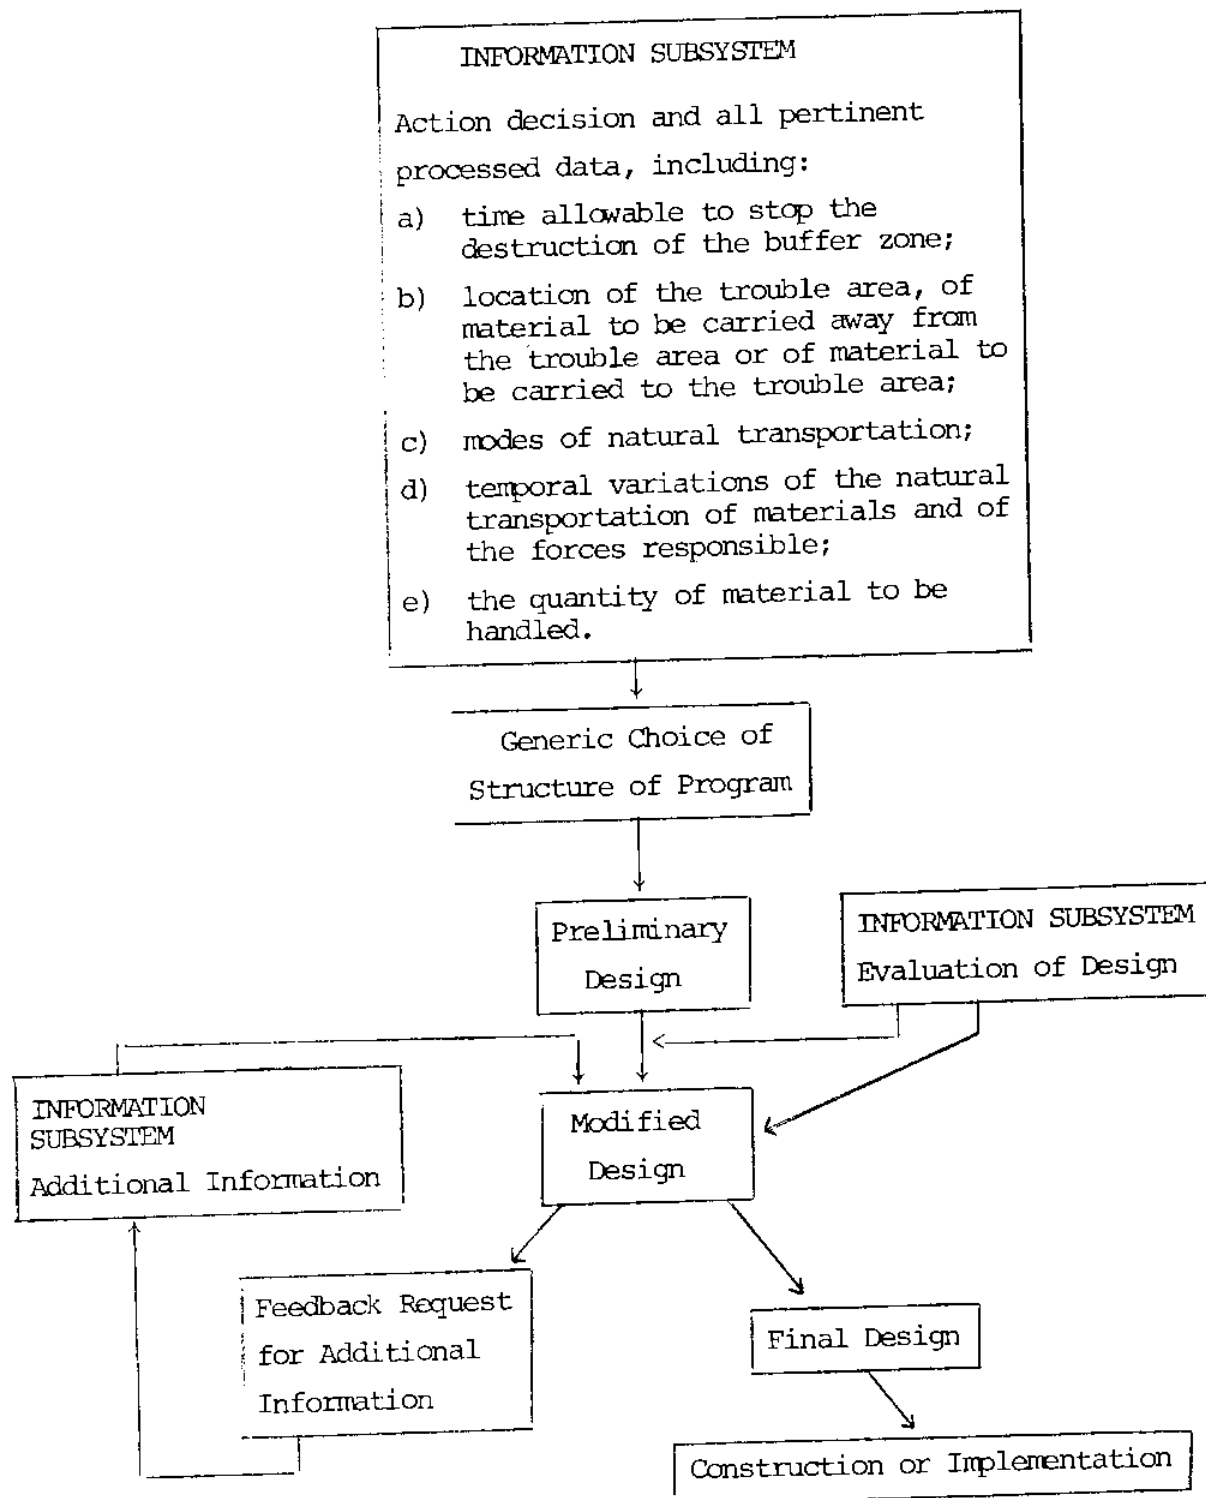 INFORMATION SUBSYSTEM
Action decision and all pertinent
processed data, including:
a) time allowable to stop the
destruction of the buffer zone;
b) location of the trouble area, of
material to be carried away from
the trouble area or of material to
be carried to the trouble area;
c) modes of natural transportation;
d) temporal variations of the natural
transportation of materials and of
the forces responsible;
e) the quantity of material to be
handled.
Generic Choice of
Structure of Program
Preliminary
Design
INFORMATION SUBSYSTEM
Evaluation of Design
INFORMATION
SUBSYSTEM
Additional Information
Modified
Design
Feedback Request
for Additional
Information
Final Design
Construction or Implementation